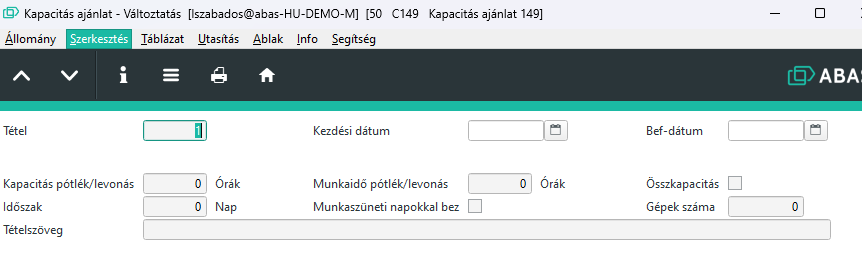 Kapacitás ajánlat - Változtatás [lszabados@abas-HU-DEMO-M] [50 C149 Kapacitás ajánlat 149]
Állomány Szerkesztés Táblázat Utasítás Ablak Info Segítség
ABAS
Tétel 1 Kezdési dátum Bef-dátum
Kapacitás pótlék/levonás 0 Órák Munkaidő pótlék/levonás 0 Órák Összkapacitás
Időszak 0 Nap Munkaszüneti napokkal bez Gépek száma 0
Tételszöveg